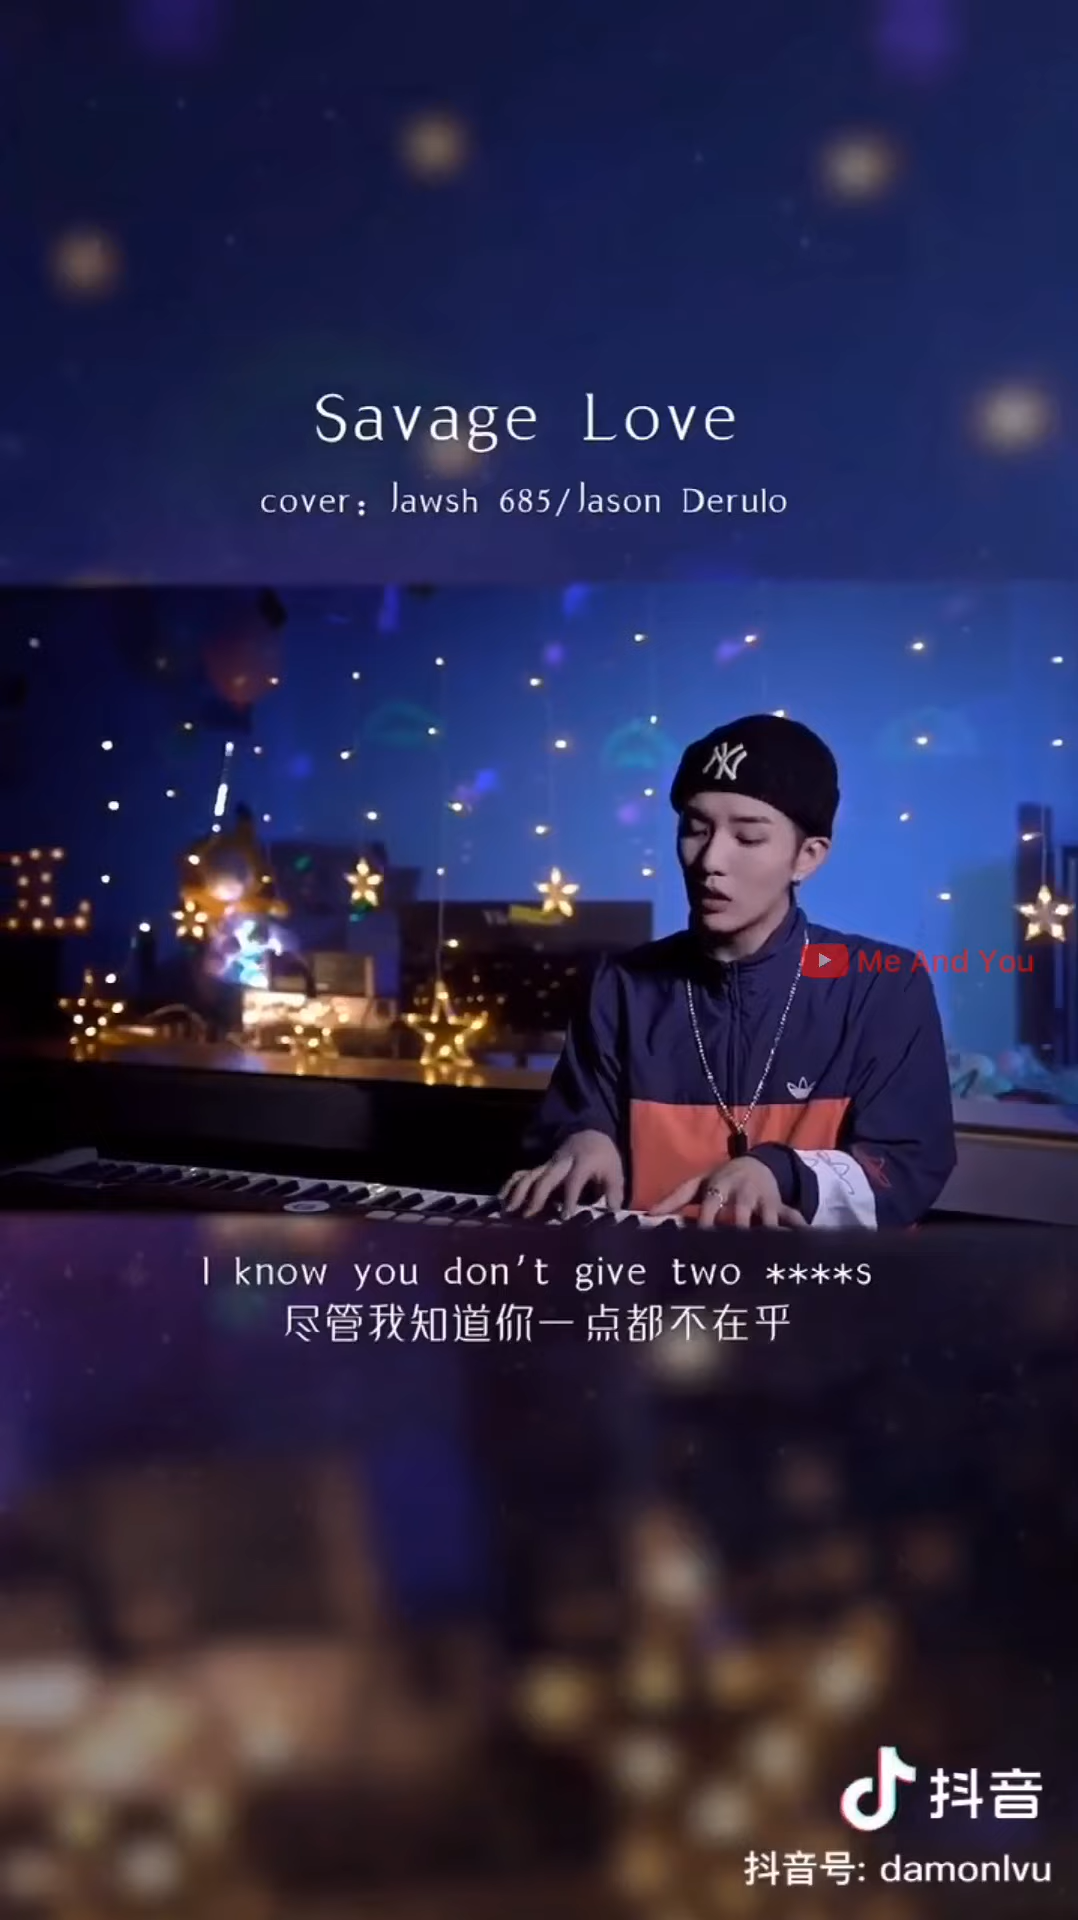 Savage Love
cover: Jawsh 685/Jason Derulo
NY
Me And You
I know you don't give two ****s
尽管我知道你一点都不在乎
抖音
抖音号: damonlvu